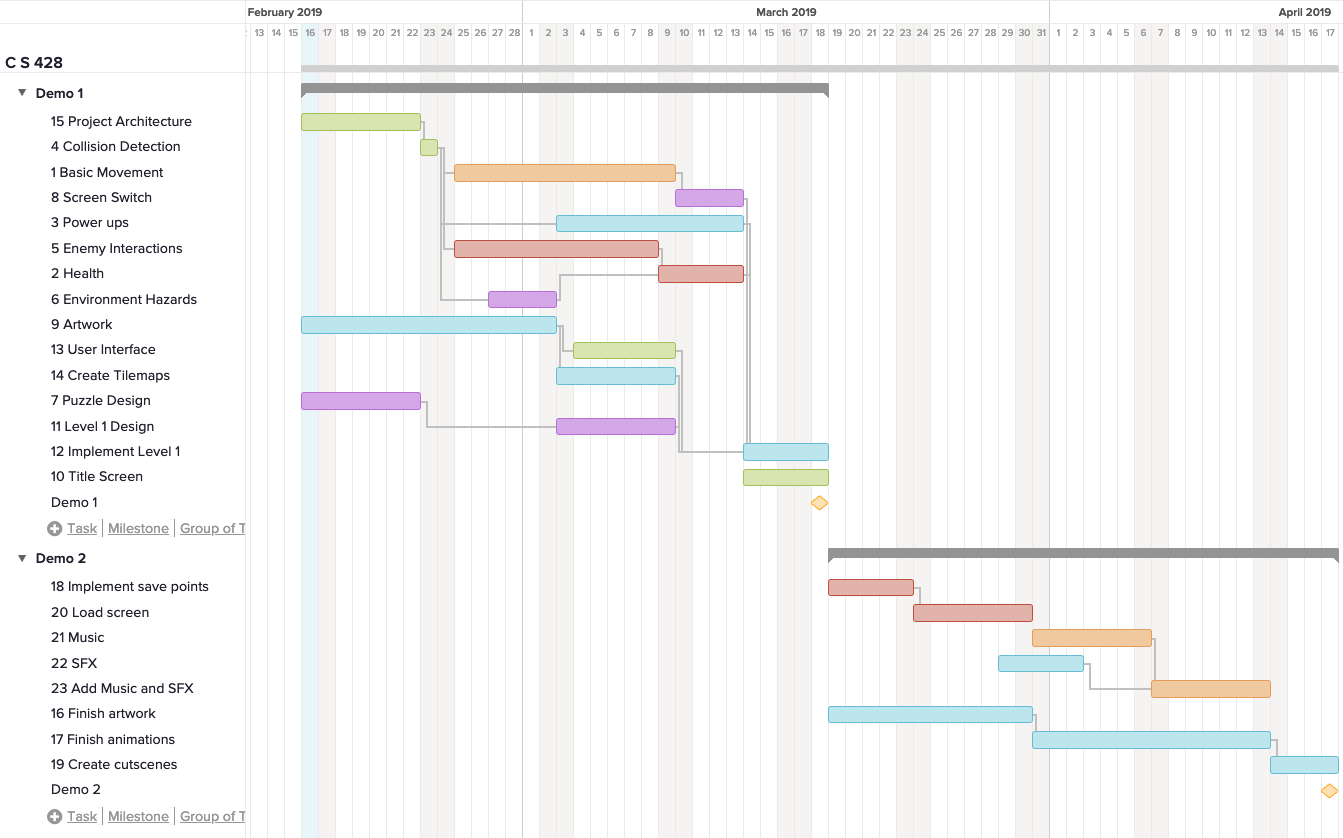 February 2019 March 2019 April 2019
13 14 15 16 17 18 19 20 21 22 23 24 25 26 27 28 1 2 3 4 5 6 7 8 9 10 11 12 13 14 15 16 17 18 19 20 21 22 23 24 25 26 27 28 29 30 31 1 2 3 4 5 6 7 8 9 10 11 12 13 14 15 16 17
C S 428
Demo 1
15 Project Architecture
4 Collision Detection
1 Basic Movement
8 Screen Switch
3 Power ups
5 Enemy Interactions
2 Health
6 Environment Hazards
9 Artwork
13 User Interface
14 Create Tilemaps
7 Puzzle Design
11 Level 1 Design
12 Implement Level 1
10 Title Screen
Demo 1
Task Milestone Group of T
Demo 2
18 Implement save points
20 Load screen
21 Music
22 SFX
23 Add Music and SFX
16 Finish artwork
17 Finish animations
19 Create cutscenes
Demo 2
Task Milestone Group of T